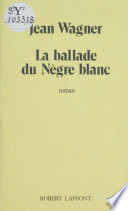 Jean Wagner
La ballade
du Nègre blanc
roman
ROBERT LAFFONT